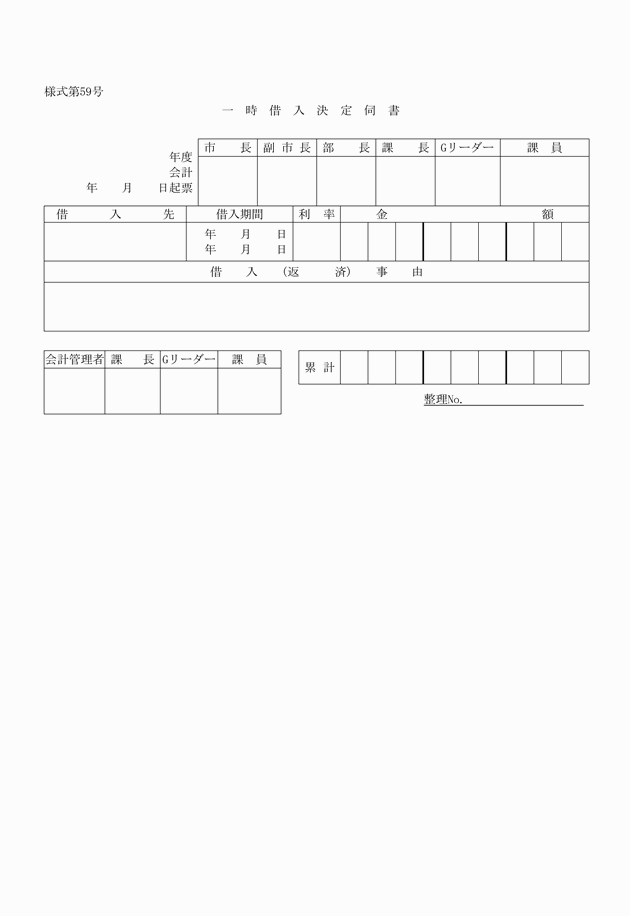 様式第59号
一時借入決定伺書
年度
会計
年 月 日起票
市長 副市長 部長 課長 Gリーダー 課員
借入先 借入期間 利率 金額
年 月 日
年 月 日
借入(返済)事由
会計管理者 課長 Gリーダー 課員
累計
整理No.